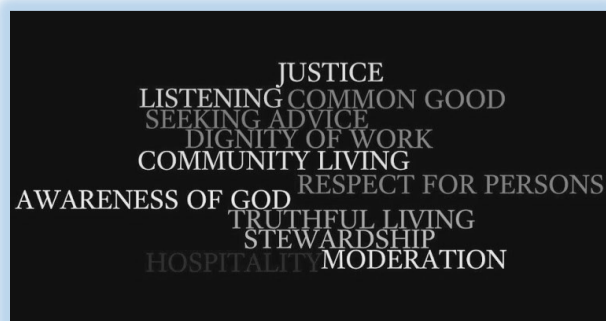 JUSTICE
LISTENING COMMON GOOD
SEEKING ADVICE
DIGNITY OF WORK
COMMUNITY LIVING
RESPECT FOR PERSONS
AWARENESS OF GOD
TRUTHFUL LIVING
STEWARDSHIP
HOSPITALITY MODERATION